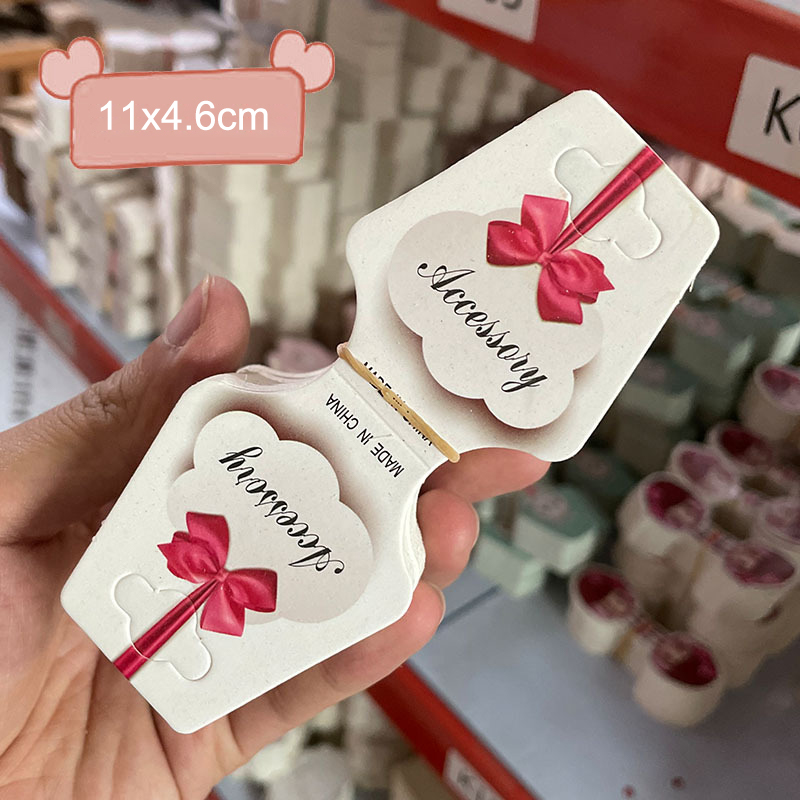 11x4.6cm
Accessory
MADE IN CHINA
Accessory